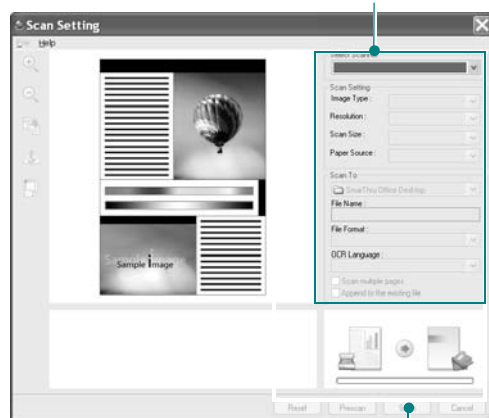 Scan Setting
Help
Select Scanner
Scan Setting
Image Type :
Resolution :
Scan Size :
Paper Source :
Scan To
SmarThru Office Desktop
File Name :
File Format :
OCR Language :
Scan multiple pages
Append to the existing file
Sample Image
Reset
Prescan
Cancel